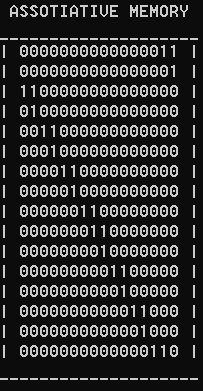 ASSOTIATIVE MEMORY
--------------------
| 0000000000000011 |
| 0000000000000001 |
| 1100000000000000 |
| 0100000000000000 |
| 0011000000000000 |
| 0001000000000000 |
| 0000110000000000 |
| 0000010000000000 |
| 0000001100000000 |
| 0000000110000000 |
| 0000000010000000 |
| 0000000001100000 |
| 0000000000100000 |
| 0000000000011000 |
| 0000000000001000 |
| 0000000000000110 |
--------------------